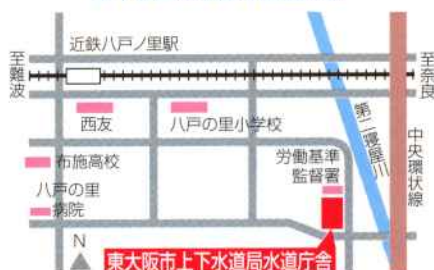 近鉄八戸ノ里駅
至難波
至奈良
西友
八戸の里小学校
第二寝屋川
中央環状線
布施高校
労働基準
監督署
八戸の里
病院
N
東大阪市上下水道局水道庁舎